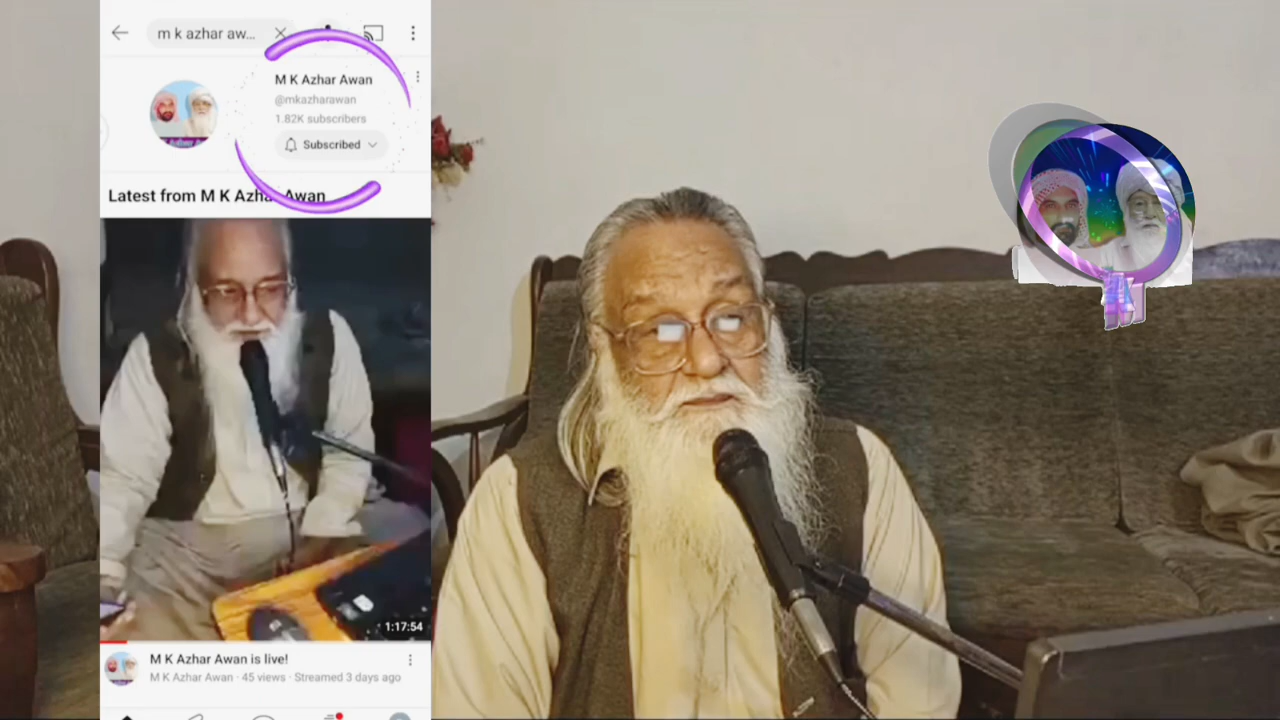 m k azhar aw...
M K Azhar Awan
@mkazharawan
1.82K subscribers
Subscribed
Latest from M K Azha Awan
1:17:54
M K Azhar Awan is live!
M K Azhar Awan · 45 views · Streamed 3 days ago